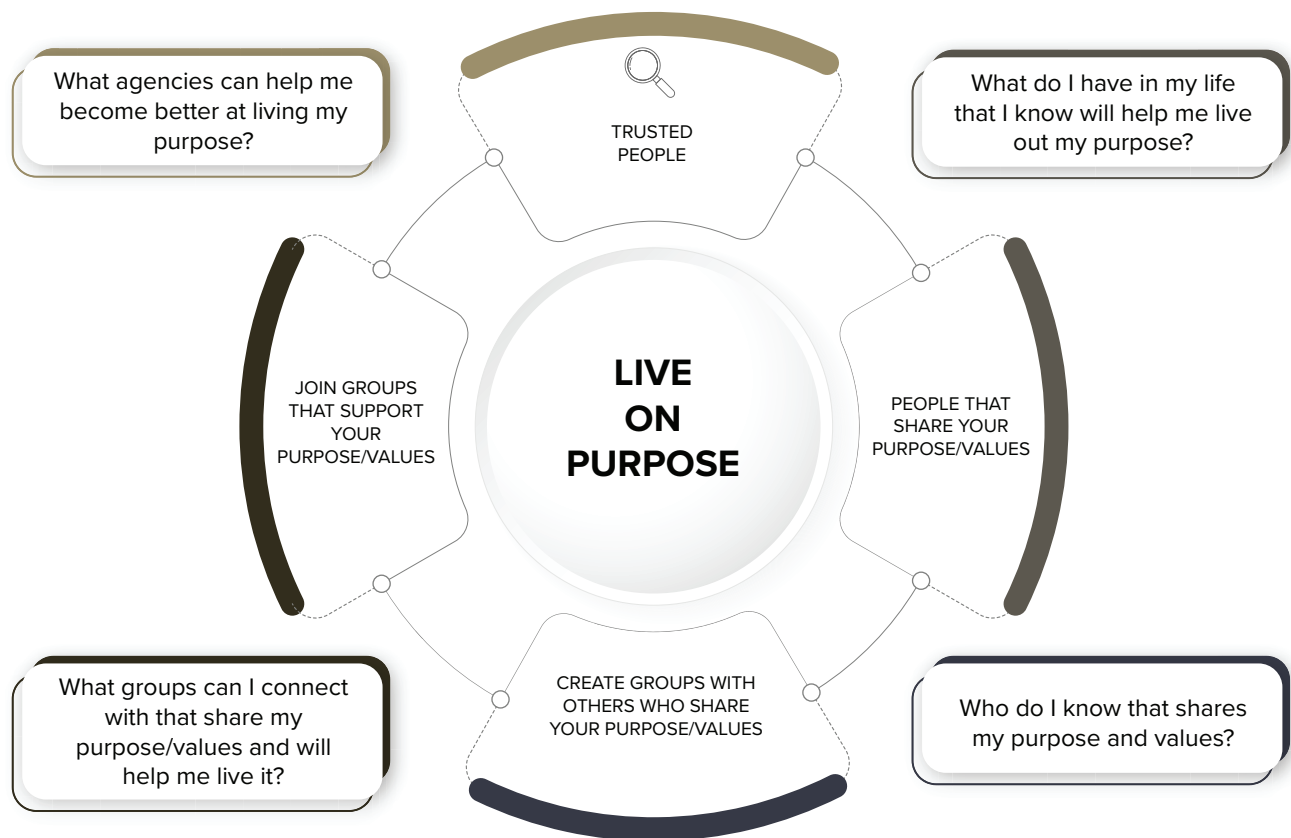 What agencies can help me
become better at living my
purpose?
TRUSTED
PEOPLE
What do I have in my life
that I know will help me live
out my purpose?
JOIN GROUPS
THAT SUPPORT
YOUR
PURPOSE/VALUES
LIVE
ON
PURPOSE
PEOPLE THAT
SHARE YOUR
PURPOSE/VALUES
What groups can I connect
with that share my
purpose/values and will
help me live it?
CREATE GROUPS WITH
OTHERS WHO SHARE
YOUR PURPOSE/VALUES
Who do I know that shares
my purpose and values?